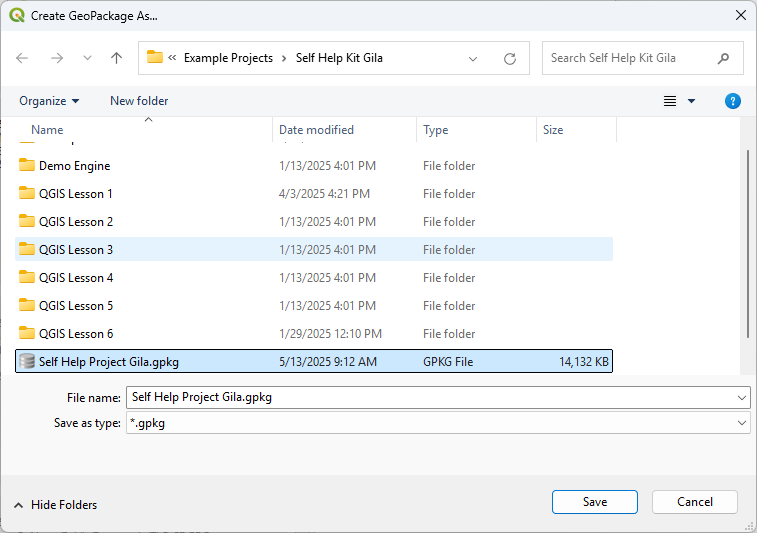 Create GeoPackage As...
« Example Projects > Self Help Kit Gila
Search Self Help Kit Gila
Organize New folder
?
Name Date modified Type Size
Demo Engine 1/13/2025 4:01 PM File folder
QGIS Lesson 1 4/3/2025 4:21 PM File folder
QGIS Lesson 2 1/13/2025 4:01 PM File folder
QGIS Lesson 3 1/13/2025 4:01 PM File folder
QGIS Lesson 4 1/13/2025 4:01 PM File folder
QGIS Lesson 5 1/13/2025 4:01 PM File folder
QGIS Lesson 6 1/29/2025 12:10 PM File folder
Self Help Project Gila.gpkg 5/13/2025 9:12 AM GPKG File 14,132 KB
File name: Self Help Project Gila.gpkg
Save as type: *.gpkg
Hide Folders Save Cancel